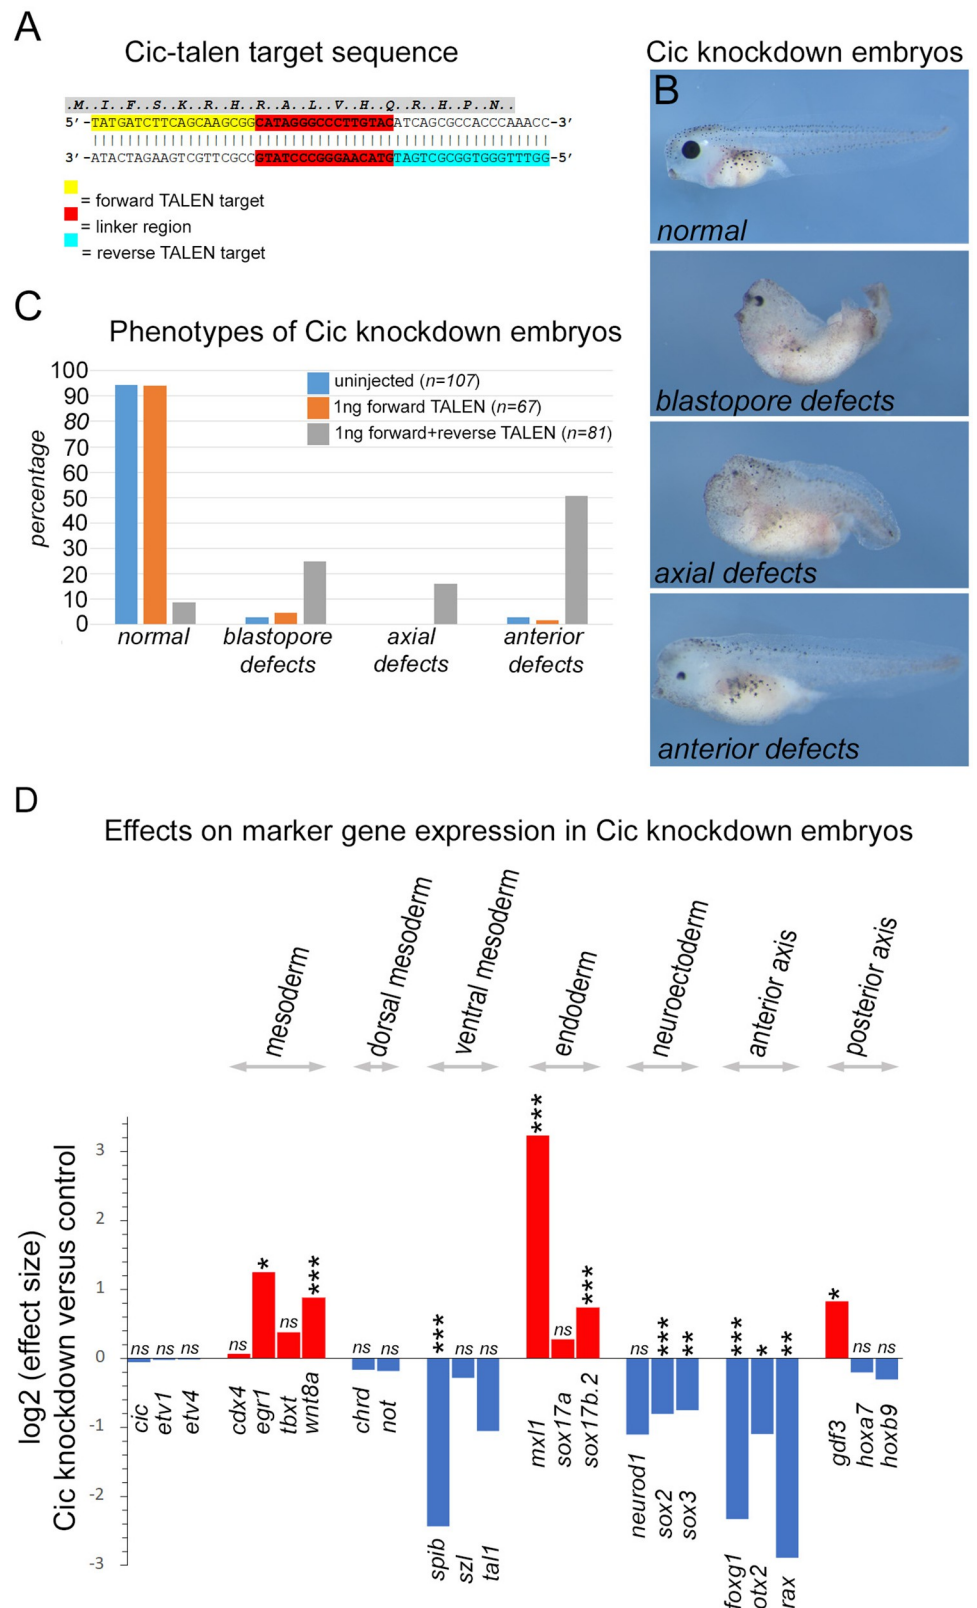 A
Cic-talen target sequence
..M..I..F..S..K..R..H..R..A..L..V..H..Q..R..H..P..N..
5’-TATGATCTTCAGCAAGCGGCATAGGGCCCTTGTACATCAGCGCCACCCAAACC-3’
3’-ATACTAGAAGTCGTTCGCCGTATCCCGGGAACATGTAGTCGCGGTGGGTTTGG-5’
= forward TALEN target
= linker region
= reverse TALEN target
Cic knockdown embryos
B
normal
blastopore defects
axial defects
anterior defects
C
Phenotypes of Cic knockdown embryos
percentage
100
90
80
70
60
50
40
30
20
10
0
uninjected (n=107)
1ng forward TALEN (n=67)
1ng forward+reverse TALEN (n=81)
normal
blastopore
defects
axial
defects
anterior
defects
D
Effects on marker gene expression in Cic knockdown embryos
mesoderm
dorsal mesoderm
ventral mesoderm
endoderm
neuroectoderm
anterior axis
posterior axis
log2 (effect size)
Cic knockdown versus control
3
2
1
0
-1
-2
-3
ns ns ns ns * ns *** ns ns *** ns ns *** ns *** ns *** ** *** * ** * ns ns
cic
etv1
etv4
cdx4
egr1
tbxt
wnt8a
chrd
not
spib
szl
tal1
mxl1
sox17a
sox17b.2
neurod1
sox2
sox3
foxg1
otx2
rax
gdf3
hoxa7
hoxb9